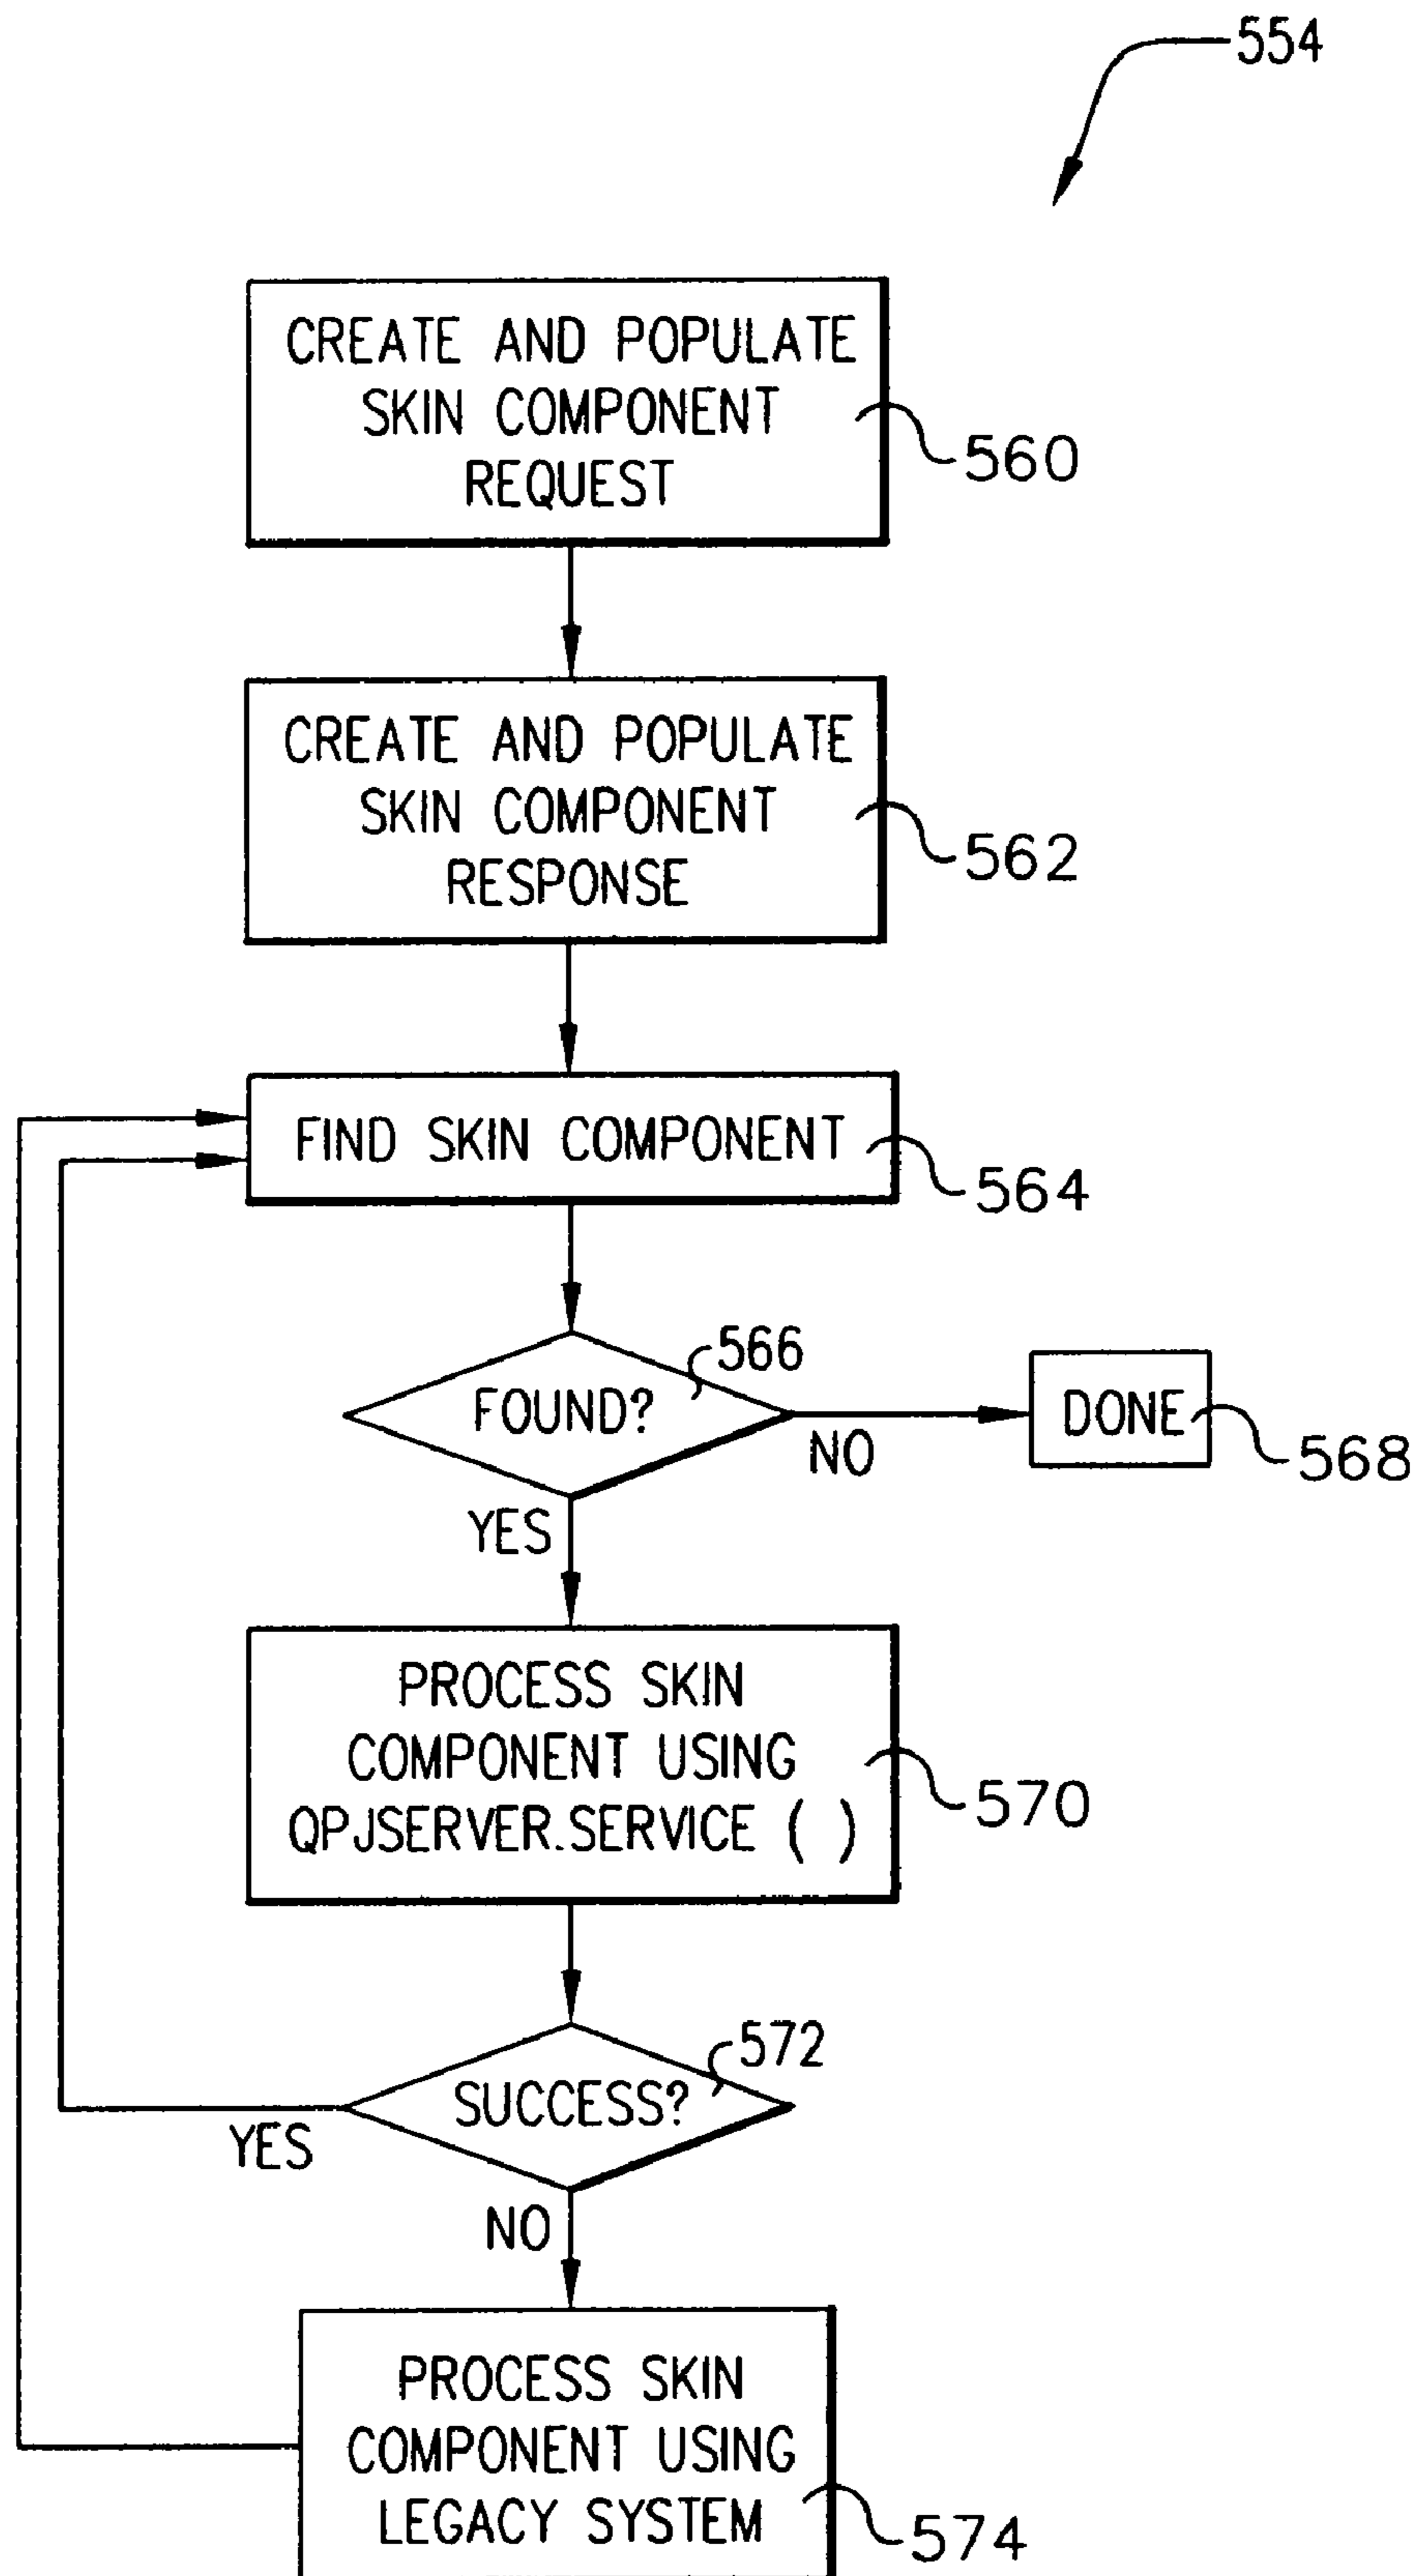 554
CREATE AND POPULATE
SKIN COMPONENT
REQUEST
560
CREATE AND POPULATE
SKIN COMPONENT
RESPONSE
562
FIND SKIN COMPONENT
564
566
FOUND?
NO
DONE
568
YES
PROCESS SKIN
COMPONENT USING
QPJSERVER.SERVICE ( )
570
572
SUCCESS?
YES
NO
PROCESS SKIN
COMPONENT USING
LEGACY SYSTEM
574